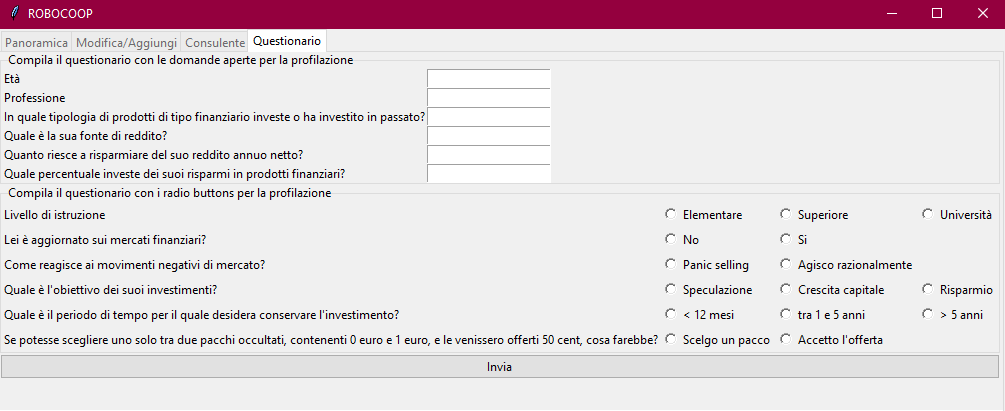 ROBOCOOP
Panoramica Modifica/Aggiungi Consulente Questionario
Compila il questionario con le domande aperte per la profilazione
Età
Professione
In quale tipologia di prodotti di tipo finanziario investe o ha investito in passato?
Quale è la sua fonte di reddito?
Quanto riesce a risparmiare del suo reddito annuo netto?
Quale percentuale investe dei suoi risparmi in prodotti finanziari?
Compila il questionario con i radio buttons per la profilazione
Livello di istruzione Elementare Superiore Università
Lei è aggiornato sui mercati finanziari? No Si
Come reagisce ai movimenti negativi di mercato? Panic selling Agisco razionalmente
Quale è l'obiettivo dei suoi investimenti? Speculazione Crescita capitale Risparmio
Quale è il periodo di tempo per il quale desidera conservare l'investimento? < 12 mesi tra 1 e 5 anni > 5 anni
Se potesse scegliere uno solo tra due pacchi occultati, contenenti 0 euro e 1 euro, e le venissero offerti 50 cent, cosa farebbe? Scelgo un pacco Accetto l'offerta
Invia